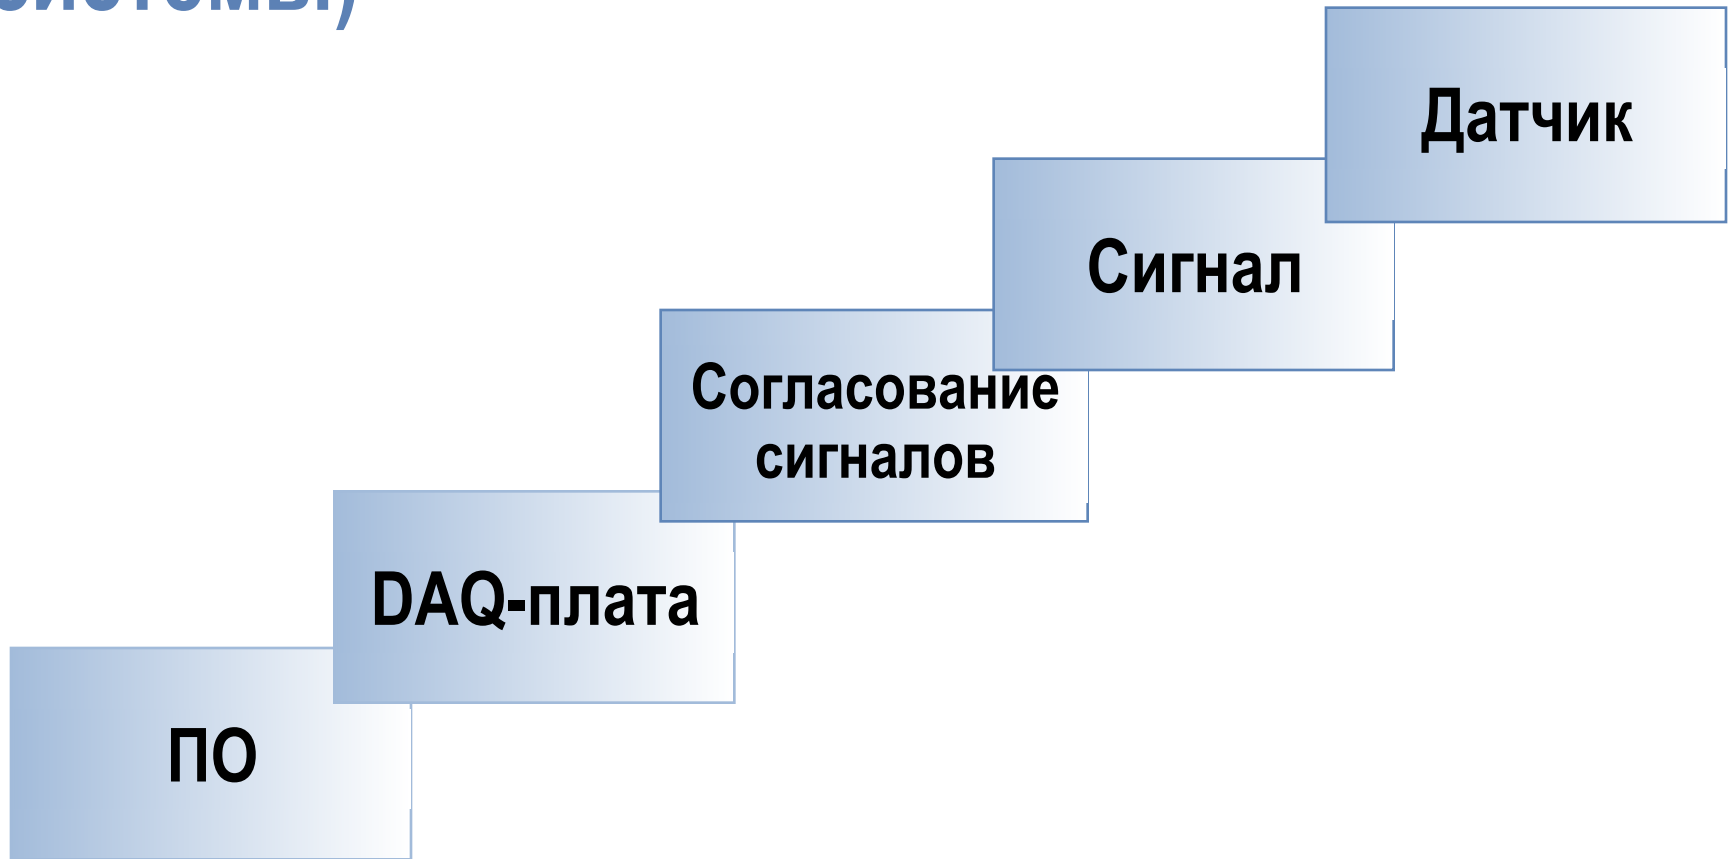 Датчик
Сигнал
Согласование
сигналов
DAQ-плата
ПО